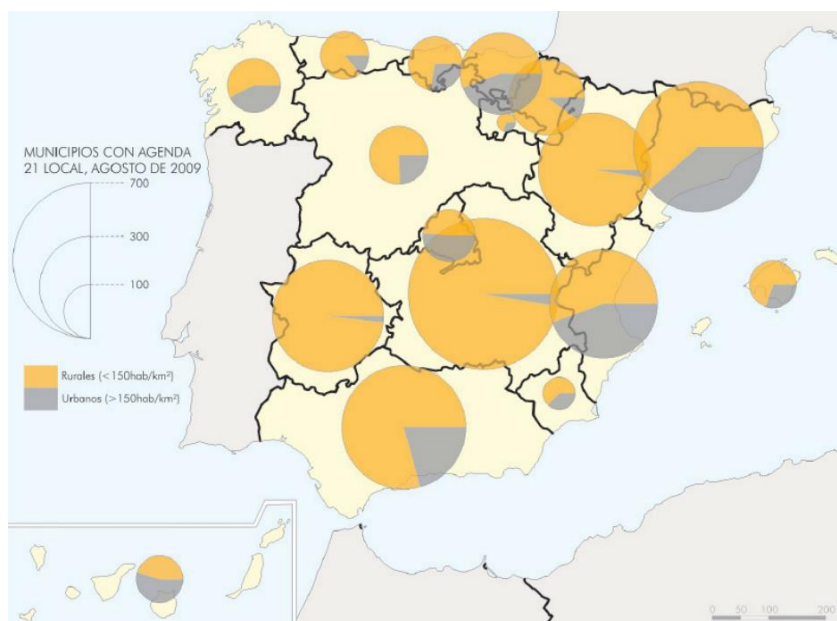 MUNICIPIOS CON AGENDA
21 LOCAL, AGOSTO DE 2009
700
300
100
Rurales (<150hab/km²)
Urbanos (>150hab/km²)
0 50 100 200